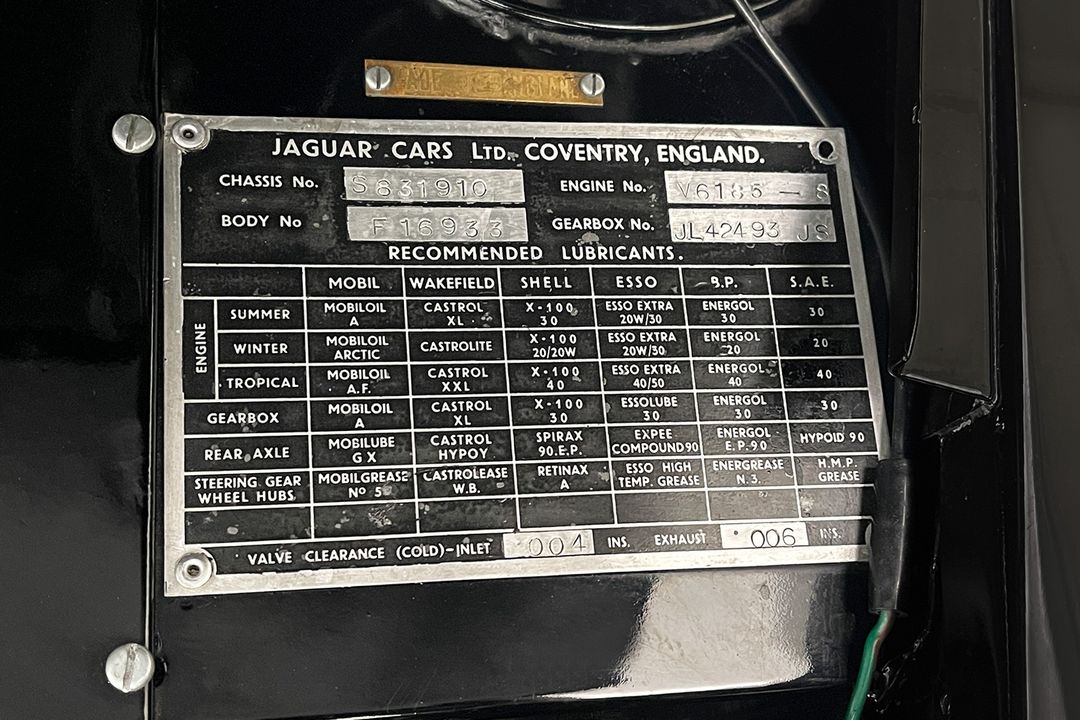 JAGUAR CARS LTD. COVENTRY, ENGLAND.
CHASSIS No. S831910 ENGINE No. V6185-S
BODY No F16933 GEARBOX No. JL42493 JS
RECOMMENDED LUBRICANTS.
MOBIL WAKEFIELD SHELL ESSO B.P. S.A.E.
ENGINE
SUMMER MOBILOIL A CASTROL XL. X-100 30 ESSO EXTRA 20W/30 ENERGOL 30 30
WINTER MOBILOIL ARCTIC CASTROLITE X-100 20/20W ESSO EXTRA 20W/30 ENERGOL 20 20
TROPICAL MOBILOIL A.F. CASTROL XXL X-100 40 ESSO EXTRA 40/50 ENERGOL 40 40
GEARBOX MOBILOIL A CASTROL XL X-100 30 ESSOLUBE 30 ENERGOL 30 30
REAR AXLE MOBILUBE GX CASTROL HYPOY SPIRAX 90.E.P. EXPEE COMPOUND 90 ENERGOL E.P.90 HYPOID 90
STEERING GEAR WHEEL HUBS MOBILGREASE No 5 CASTROLEASE W.B. RETINAX A ESSO HIGH TEMP. GREASE ENERGREASE N.3. H.M.P. GREASE
VALVE CLEARANCE (COLD)-INLET 004 INS. EXHAUST 006 INS.